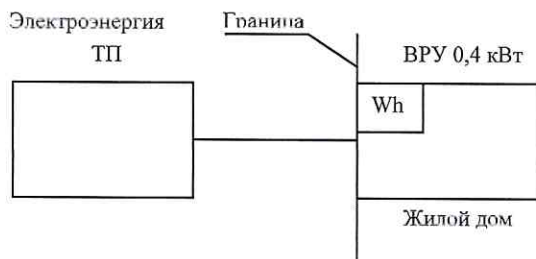 Электроэнергия
Граница
ТП
ВРУ 0,4 кВт
Wh
Жилой дом